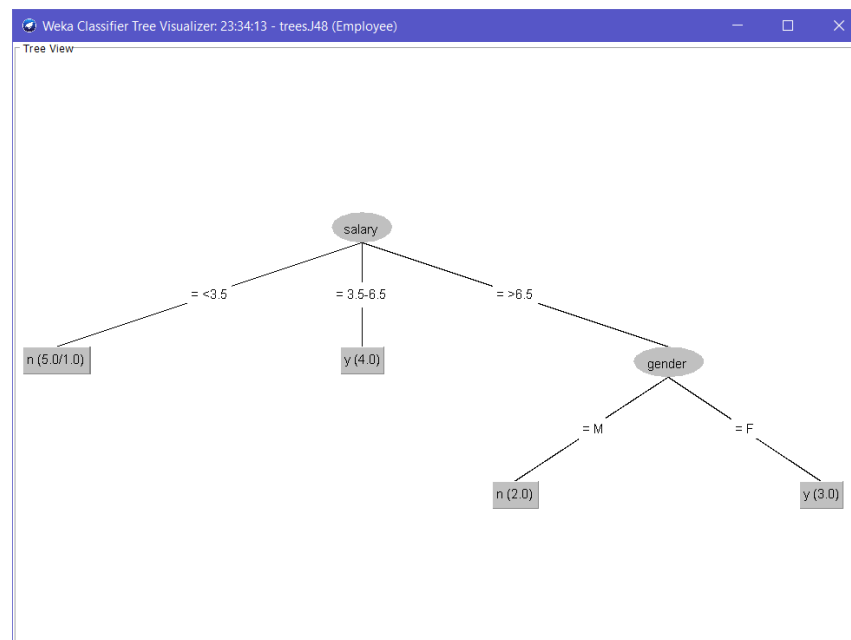 Weka Classifier Tree Visualizer: 23:34:13 - trees.J48 (Employee)
Tree View
salary
= <3.5
= 3.5-6.5
= >6.5
n (5.0/1.0)
y (4.0)
gender
= M
= F
n (2.0)
y (3.0)